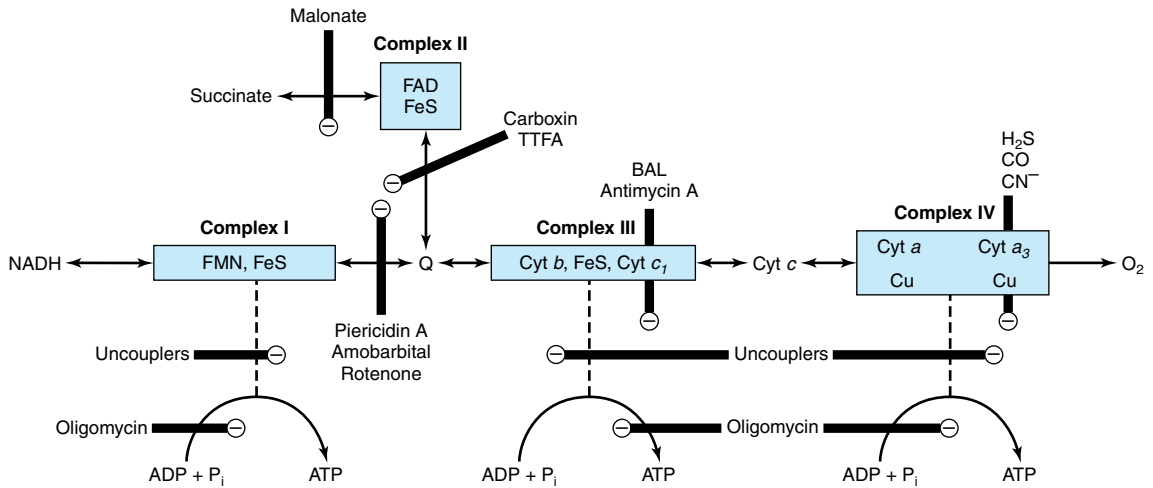 Malonate
Complex II
Succinate
FAD
FeS
Carboxin
TTFA
H₂S
CO
CN⁻
BAL
Antimycin A
Complex I
Complex III
Complex IV
NADH
FMN, FeS
Q
Cyt b, FeS, Cyt c₁
Cyt c
Cyt a
Cyt a₃
Cu
Cu
O₂
Piericidin A
Amobarbital
Rotenone
Uncouplers
Uncouplers
Oligomycin
Oligomycin
ADP + Pᵢ
ATP
ADP + Pᵢ
ATP
ADP + Pᵢ
ATP